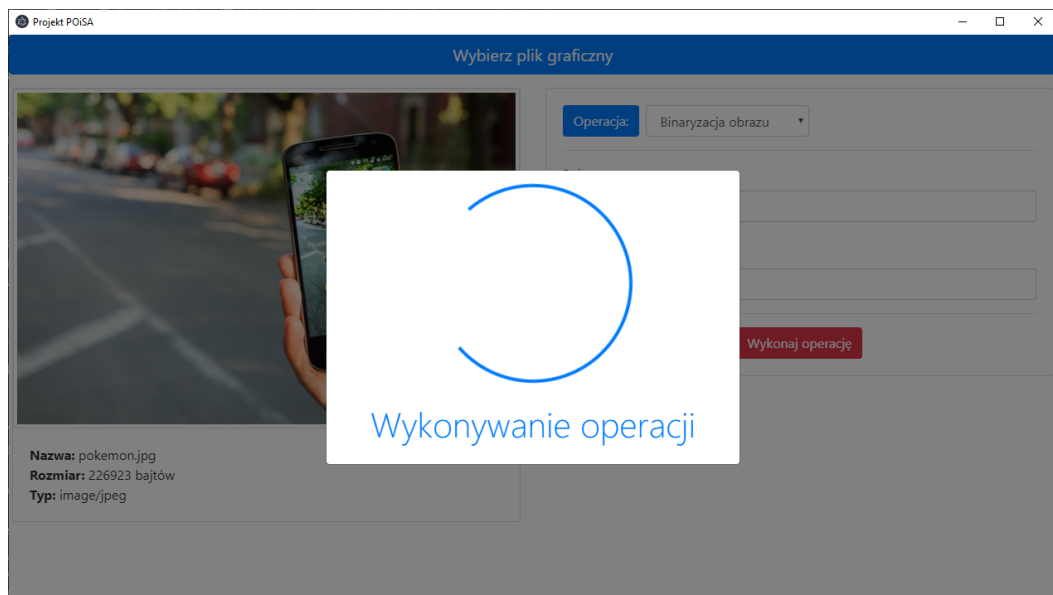 Projekt POiSA
Wybierz plik graficzny
Operacja: Binaryzacja obrazu
Wykonaj operację
Wykonywanie operacji
Nazwa: pokemon.jpg
Rozmiar: 226923 bajtów
Typ: image/jpeg